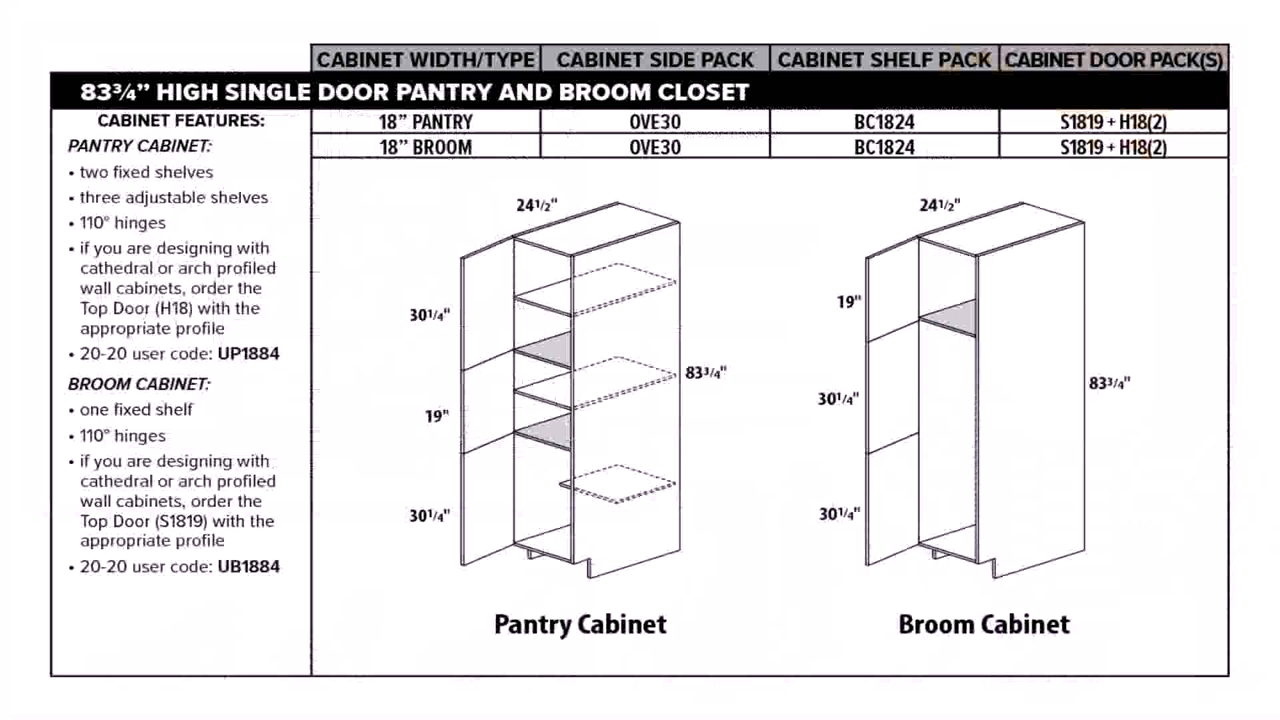 CABINET WIDTH/TYPE CABINET SIDE PACK CABINET SHELF PACK CABINET DOOR PACK(S)
83¾” HIGH SINGLE DOOR PANTRY AND BROOM CLOSET
CABINET FEATURES:
18” PANTRY OVE30 BC1824 S1819 + H18(2)
18” BROOM OVE30 BC1824 S1819 + H18(2)
PANTRY CABINET:
• two fixed shelves
• three adjustable shelves
• 110° hinges
• if you are designing with
cathedral or arch profiled
wall cabinets, order the
Top Door (H18) with the
appropriate profile
• 20-20 user code: UP1884
BROOM CABINET:
• one fixed shelf
• 110° hinges
• if you are designing with
cathedral or arch profiled
wall cabinets, order the
Top Door (S1819) with the
appropriate profile
• 20-20 user code: UB1884
24½"
30¼"
19"
30¼"
83¾"
Pantry Cabinet
24½"
19"
30¼"
30¼"
83¾"
Broom Cabinet